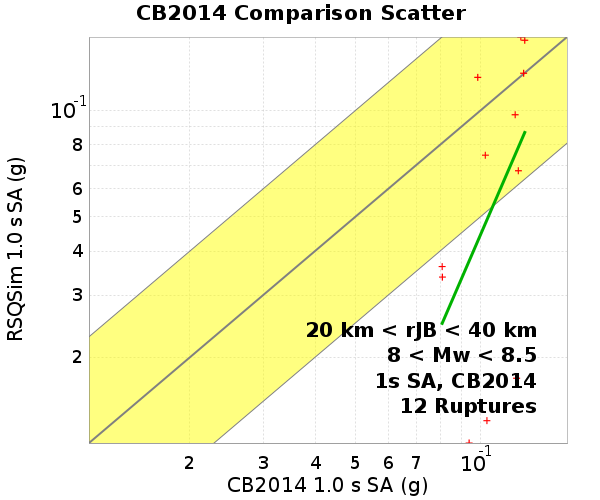 CB2014 Comparison Scatter
RSQSim 1.0 s SA (g)
10⁻¹
8
6
5
4
3
2
20 km < rJB < 40 km
8 < Mw < 8.5
1s SA, CB2014
12 Ruptures
2 3 4 5 6 7 10⁻¹
CB2014 1.0 s SA (g)